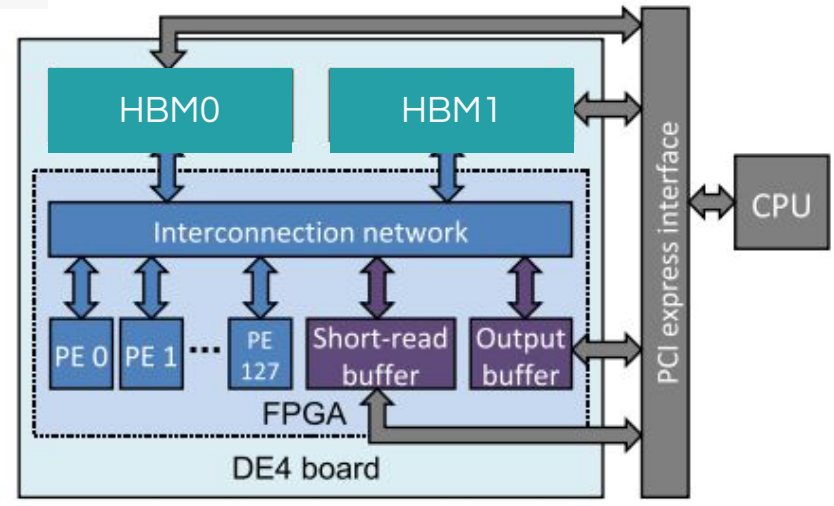 HBM0
HBM1
Interconnection network
PE 0
PE 1
...
PE
127
Short-read
buffer
Output
buffer
FPGA
DE4 board
PCI express interface
CPU